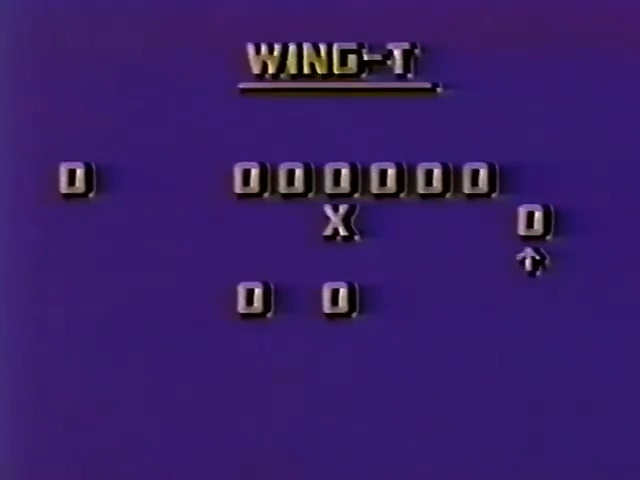 WING-T
O O O O O O O
X O
↑
O O